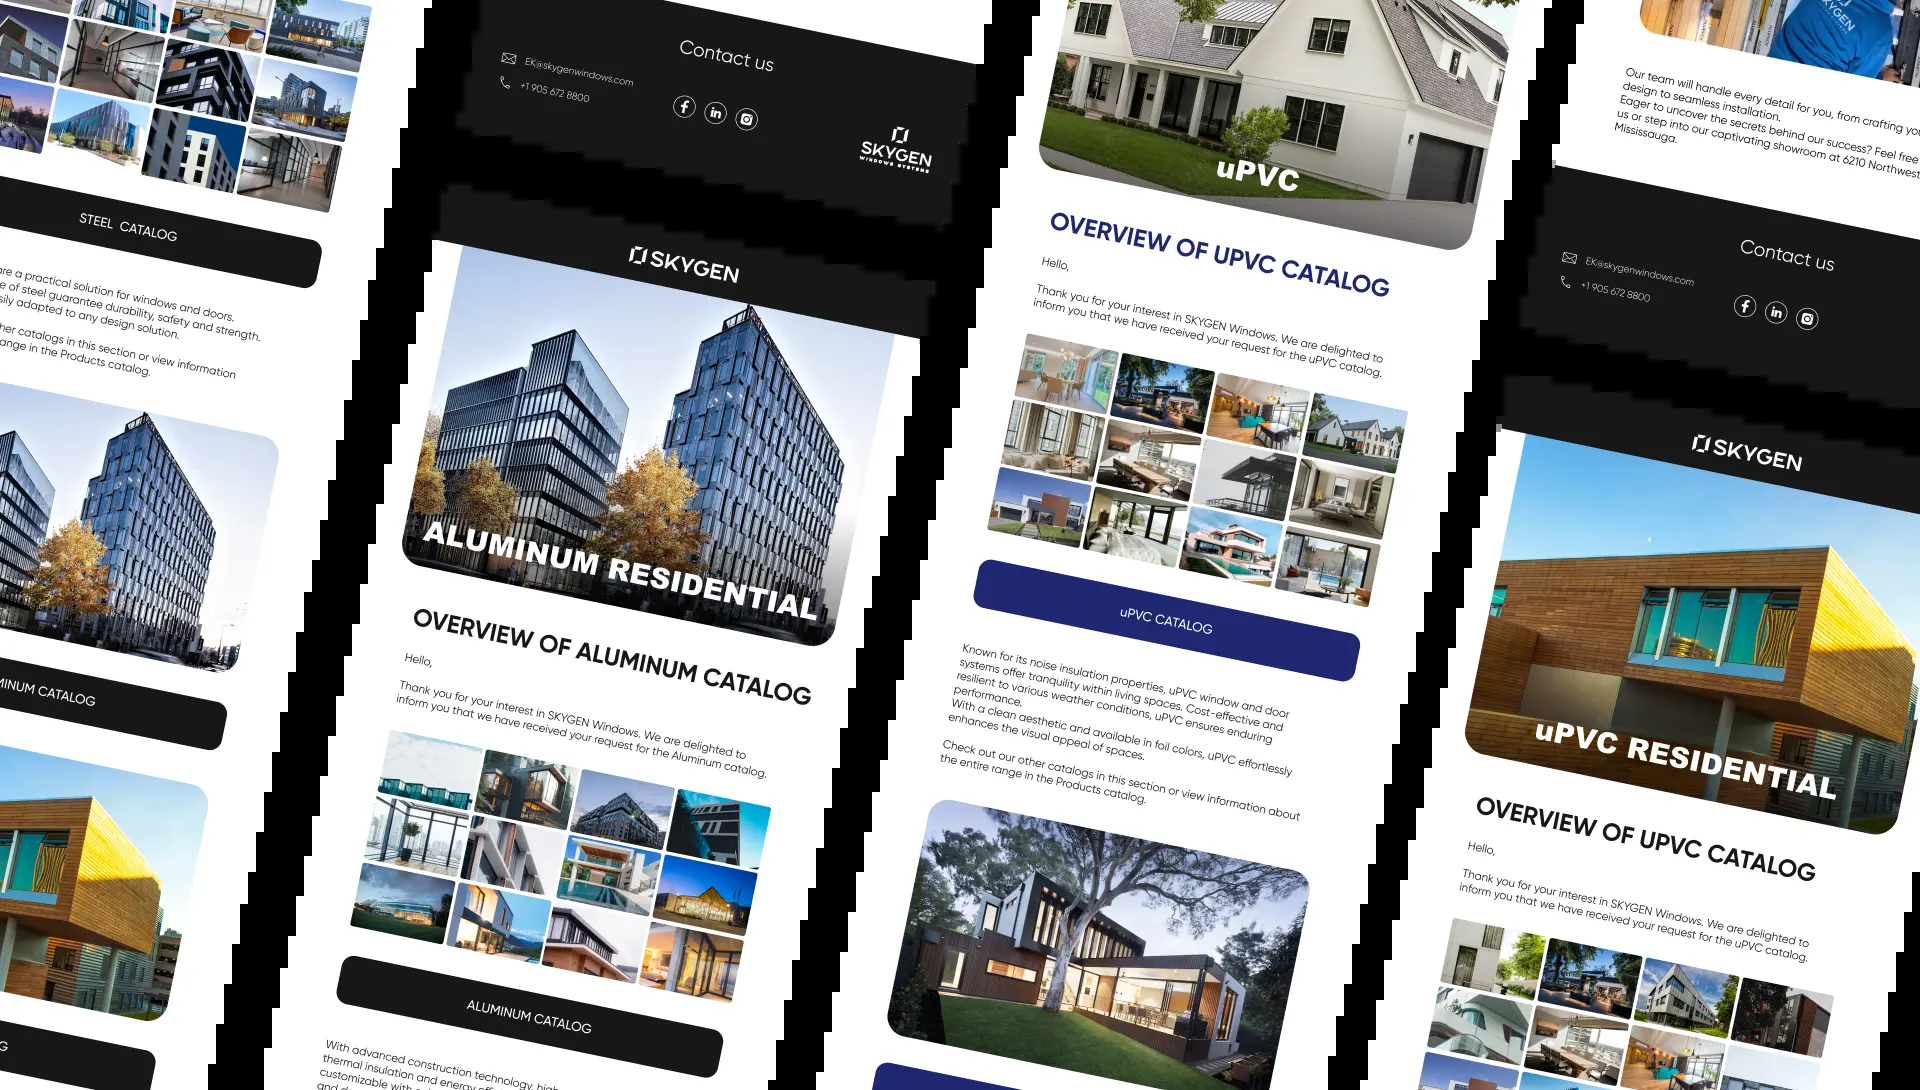 STEEL CATALOG
are a practical solution for windows and doors.
e of steel guarantee durability, safety and strength.
sily adapted to any design solution.
her catalogs in this section or view information
ange in the Products catalog.
MINUM CATALOG
G
Contact us
EK@skygenwindows.com
+1 905 672 8800
SKYGEN
WINDOWS SYSTEMS
SKYGEN
ALUMINUM RESIDENTIAL
OVERVIEW OF ALUMINUM CATALOG
Hello,
Thank you for your interest in SKYGEN Windows. We are delighted to
inform you that we have received your request for the Aluminum catalog.
ALUMINUM CATALOG
With advanced construction technology, high
thermal insulation and energy eff
customizable with
uPVC
OVERVIEW OF UPVC CATALOG
Hello,
Thank you for your interest in SKYGEN Windows. We are delighted to
inform you that we have received your request for the uPVC catalog.
uPVC CATALOG
Known for its noise insulation properties, uPVC window and door
systems offer tranquility within living spaces. Cost-effective and
resilient to various weather conditions, uPVC ensures enduring
performance.
With a clean aesthetic and available in foil colors, uPVC effortlessly
enhances the visual appeal of spaces.
Check out our other catalogs in this section or view information about
the entire range in the Products catalog.
SKYGEN
Our team will handle every detail for you, from crafting you
design to seamless installation.
Eager to uncover the secrets behind our success? Feel free
us or step into our captivating showroom at 6210 Northwest
Mississauga.
Contact us
EK@skygenwindows.com
+1 905 672 8800
SKYGEN
uPVC RESIDENTIAL
OVERVIEW OF UPVC CATALOG
Hello,
Thank you for your interest in SKYGEN Windows. We are delighted to
inform you that we have received your request for the uPVC catalog.